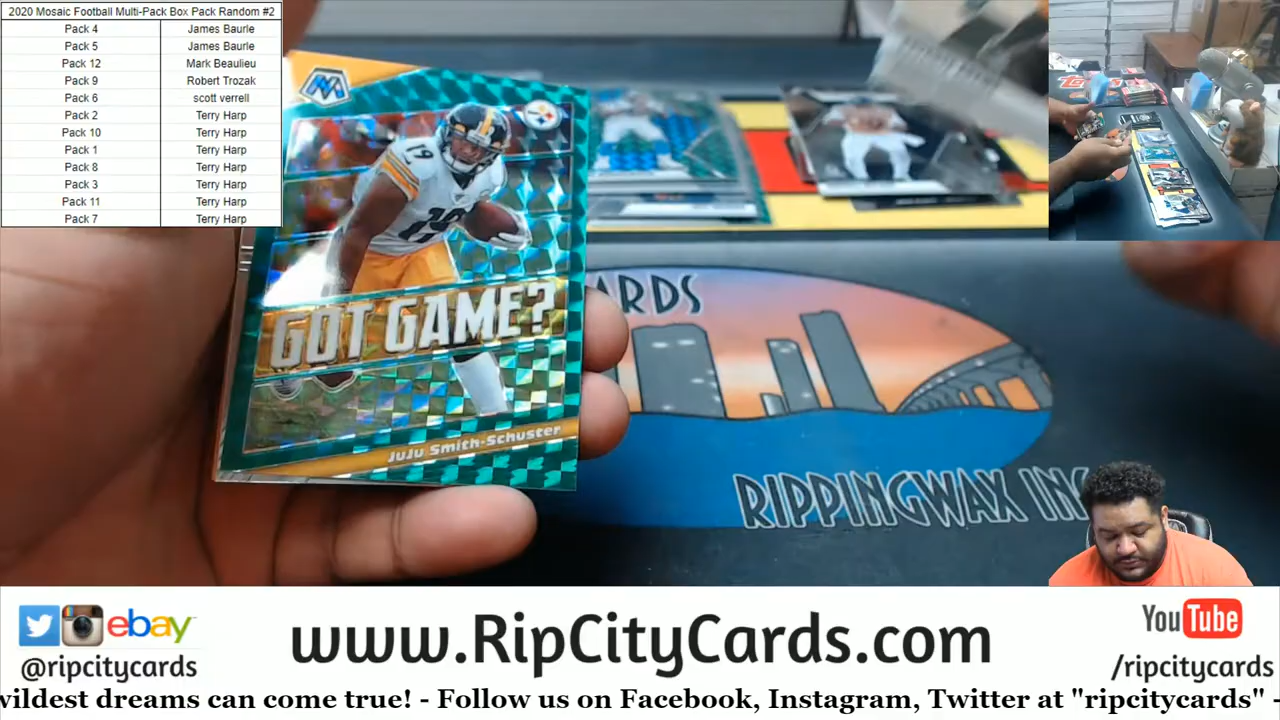 2020 Mosaic Football Multi-Pack Box Pack Random #2
Pack 4 James Baurle
Pack 5 James Baurle
Pack 12 Mark Beaulieu
Pack 9 Robert Trozak
Pack 6 scott verrell
Pack 2 Terry Harp
Pack 10 Terry Harp
Pack 1 Terry Harp
Pack 8 Terry Harp
Pack 3 Terry Harp
Pack 11 Terry Harp
Pack 7 Terry Harp
19
19
GOT GAME?
JuJu Smith-Schuster
ARDS
RIPPINGWAX INC
ebay
@ripcitycards
www.RipCityCards.com
YouTube
/ripcitycards
wildest dreams can come true! - Follow us on Facebook, Instagram, Twitter at "ripcitycards" -